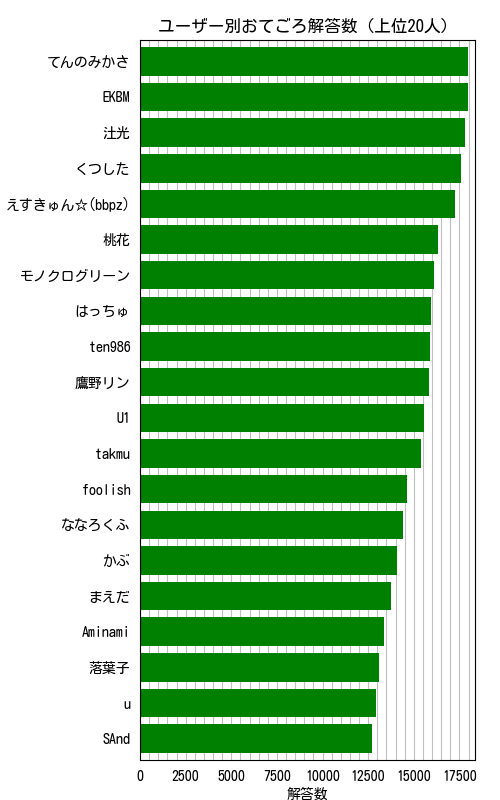 ユーザー別おてごろ解答数（上位20人）
てんのみかさ
EKBM
汢光
くつした
えすきゅん☆(bbpz)
桃花
モノクログリーン
はっちゅ
ten986
鷹野リン
U1
takmu
foolish
ななろくふ
かぶ
まえだ
Aminami
落葉子
u
SAnd
0 2500 5000 7500 10000 12500 15000 17500
解答数